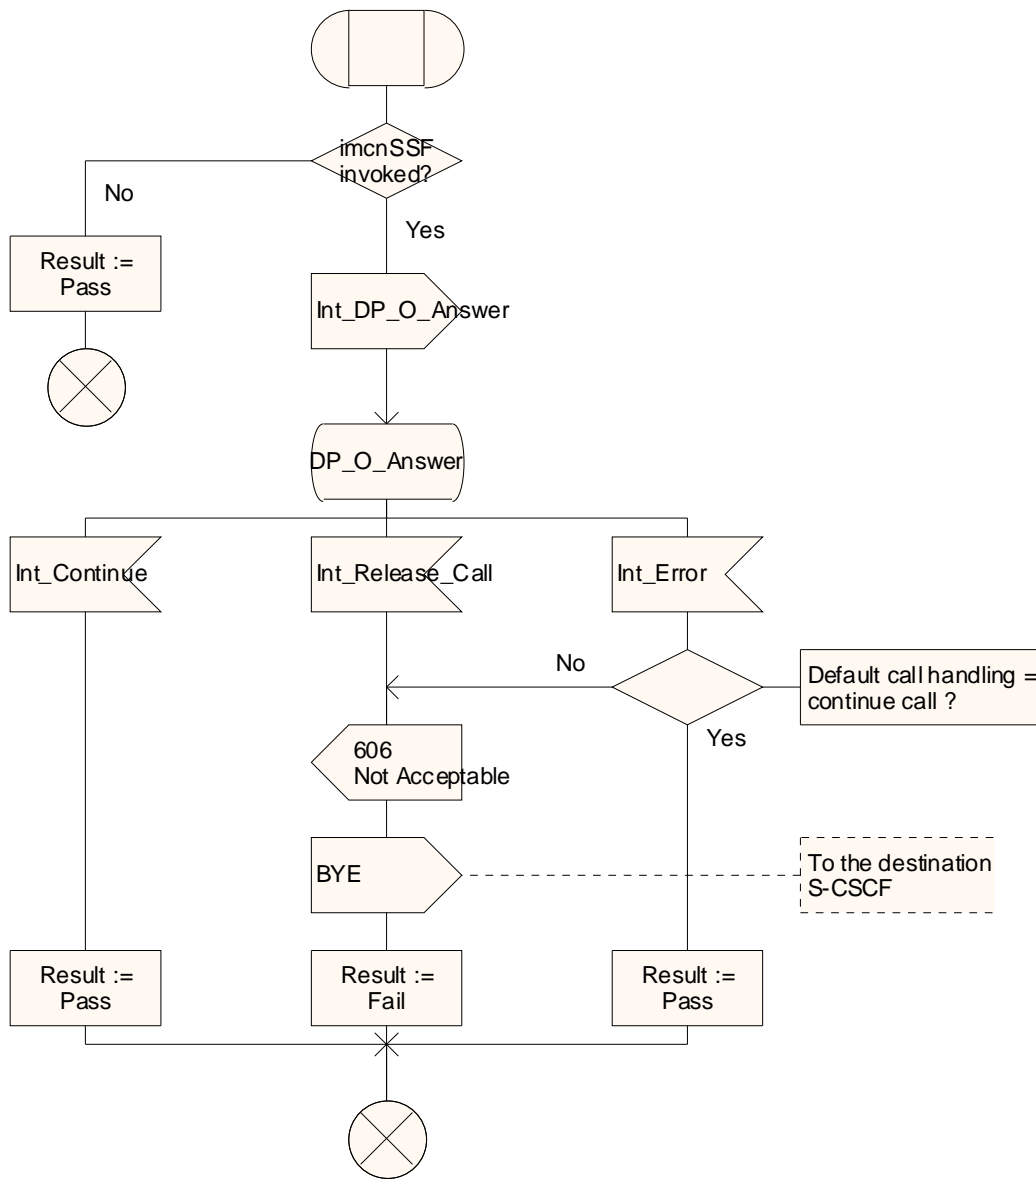 imcnSSF
invoked?
No
Yes
Result :=
Pass
Int_DP_O_Answer
DP_O_Answer
Int_Continue
Int_Release_Call
Int_Error
No
Default call handling =
continue call ?
Yes
606
Not Acceptable
BYE
To the destination
S-CSCF
Result :=
Pass
Result :=
Fail
Result :=
Pass